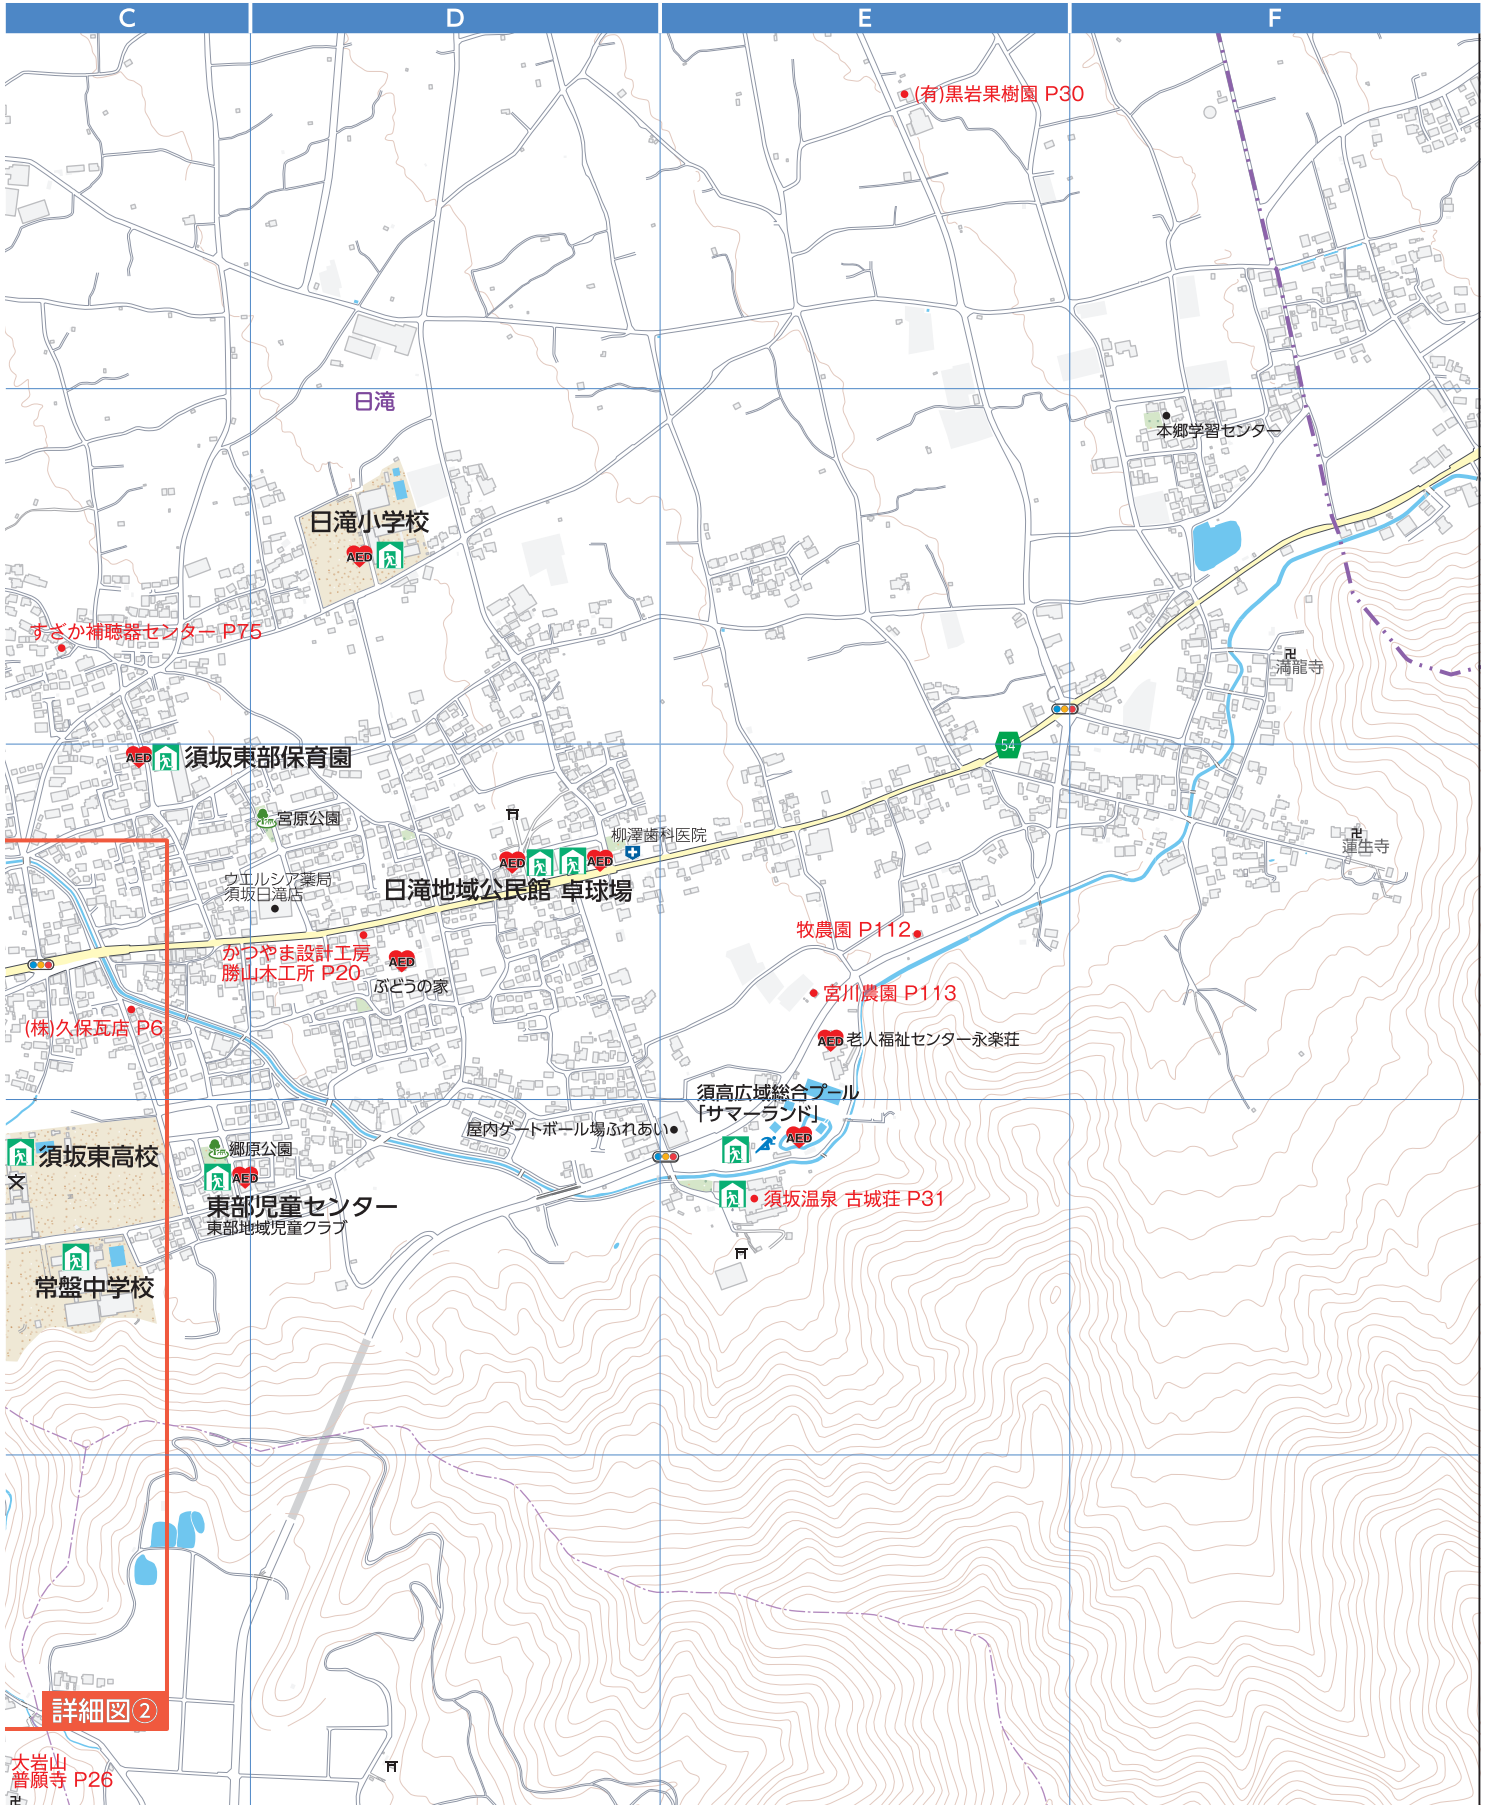 C
D
E
F
(有)黒岩果樹園 P30
日滝
本郷学習センター
日滝小学校
AED
すざか補聴器センター P75
満龍寺
54
AED
須坂東部保育園
宮原公園
柳澤歯科医院
蓮生寺
AED
AED
日滝地域公民館
卓球場
ウエルシア薬局
須坂日滝店
牧農園 P112
かつやま設計工房
勝山木工所 P20
AED
ぶどうの家
宮川農園 P113
(株)久保瓦店 P6
AED
老人福祉センター永楽荘
須高広域総合プール
「サマーランド」
屋内ゲートボール場ふれあい
AED
須坂東高校
郷原公園
AED
東部児童センター
東部地域児童クラブ
須坂温泉 古城荘 P31
常盤中学校
詳細図②
大岩山
普願寺 P26